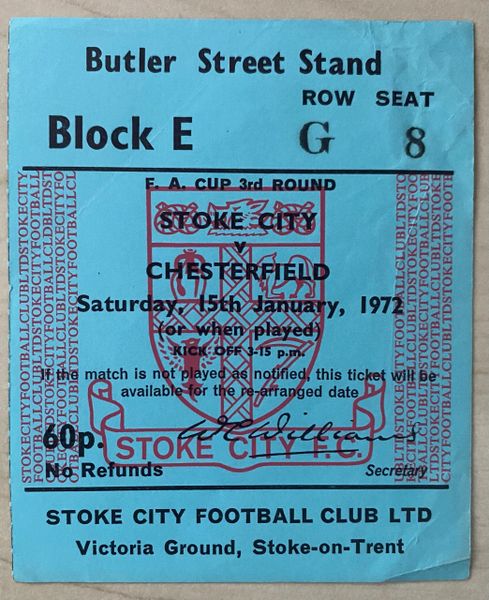 Butler Street Stand
ROW SEAT
Block E G 8
F. A. CUP 3rd ROUND
STOKE CITY
v
CHESTERFIELD
Saturday, 15th January, 1972
(or when played)
KICK OFF 3-15 p.m.
If the match is not played as notified, this ticket will be
available for the re-arranged date
60p.
W C Williams
STOKE CITY F.C.
No Refunds
Secretary
STOKE CITY FOOTBALL CLUB LTD
Victoria Ground, Stoke-on-Trent